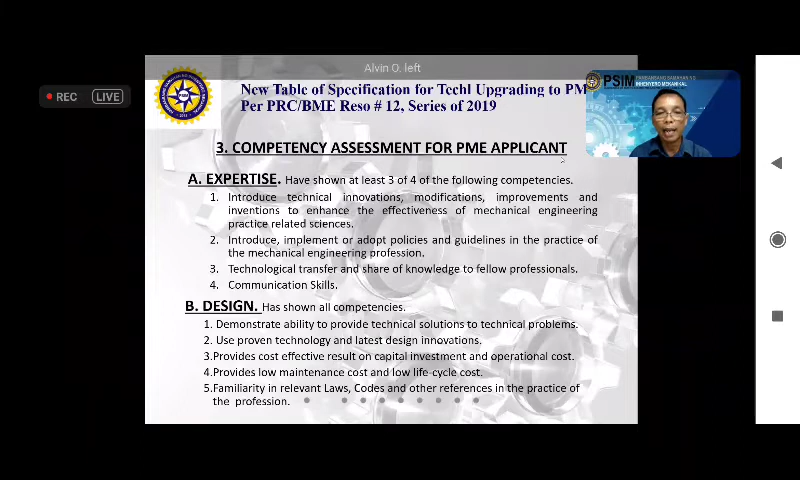 Alvin O. left
REC
LIVE
New Table of Specification for Techl Upgrading to PM
Per PRC/BME Reso # 12, Series of 2019
PSIM
PAMBANSANG SAMAHAN NG
INHENYERO MEKANIKAL
3. COMPETENCY ASSESSMENT FOR PME APPLICANT
A. EXPERTISE. Have shown at least 3 of 4 of the following competencies.
1. Introduce technical innovations, modifications, improvements and
inventions to enhance the effectiveness of mechanical engineering
practice related sciences.
2. Introduce, implement or adopt policies and guidelines in the practice of
the mechanical engineering profession.
3. Technological transfer and share of knowledge to fellow professionals.
4. Communication Skills.
B. DESIGN. Has shown all competencies.
1. Demonstrate ability to provide technical solutions to technical problems.
2. Use proven technology and latest design innovations.
3.Provides cost effective result on capital investment and operational cost.
4.Provides low maintenance cost and low life-cycle cost.
5.Familiarity in relevant Laws, Codes and other references in the practice of
the profession.